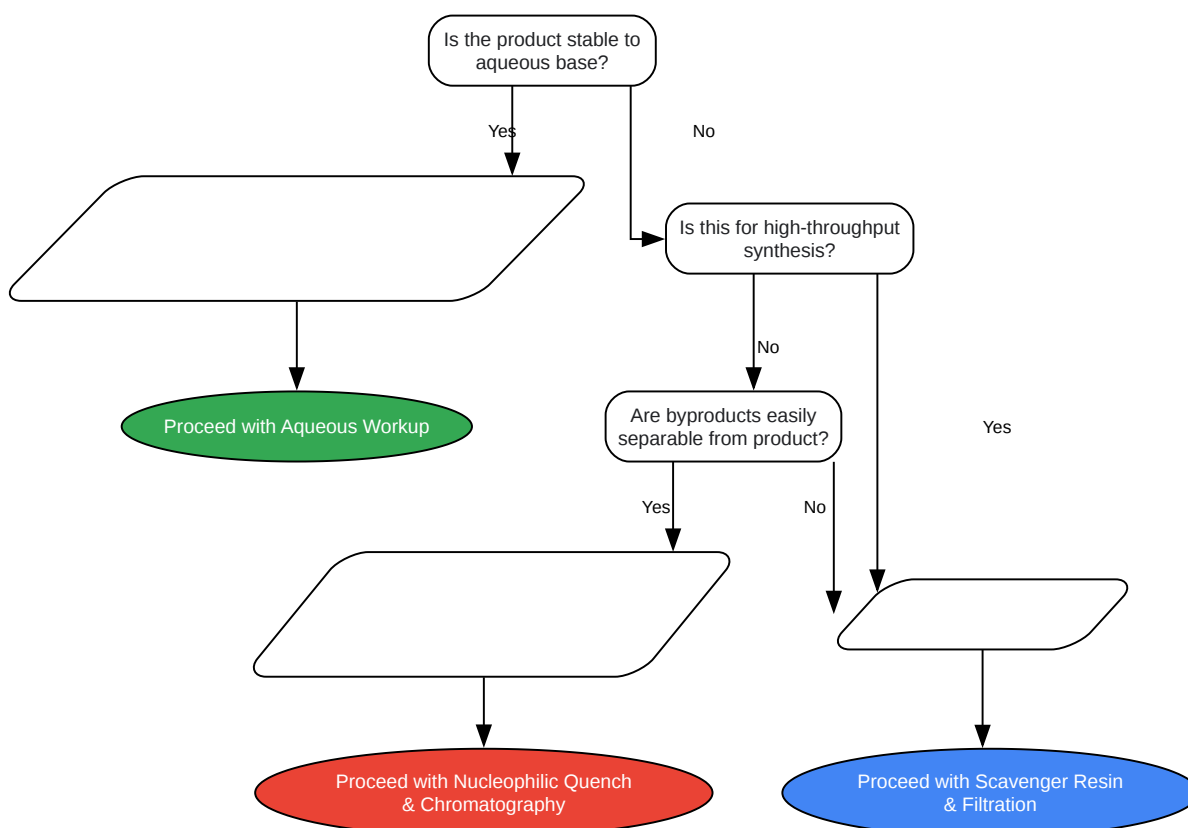 Is the product stable to
aqueous base?
Yes
No
Is this for high-throughput
synthesis?
No
Are byproducts easily
separable from product?
Proceed with Aqueous Workup
Yes
Yes
No
Proceed with Nucleophilic Quench
& Chromatography
Proceed with Scavenger Resin
& Filtration